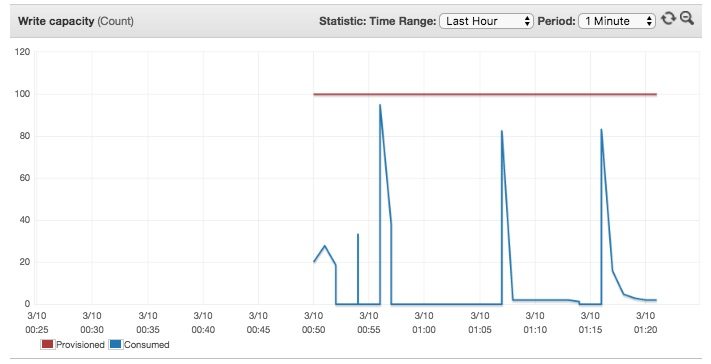 Write capacity (Count) Statistic: Time Range: Last Hour Period: 1 Minute
120
100
80
60
40
20
0
3/10 3/10 3/10 3/10 3/10 3/10 3/10 3/10 3/10 3/10 3/10 3/10
00:25 00:30 00:35 00:40 00:45 00:50 00:55 01:00 01:05 01:10 01:15 01:20
Provisioned Consumed